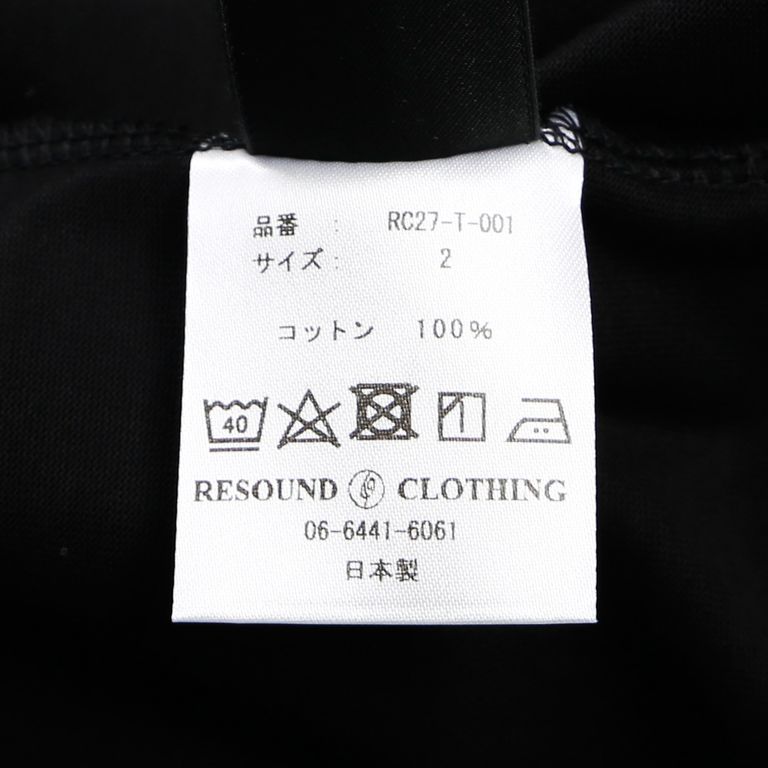 品番 : RC27-T-001
サイズ : 2
コットン 100%
40
RESOUND CLOTHING
06-6441-6061
日本製